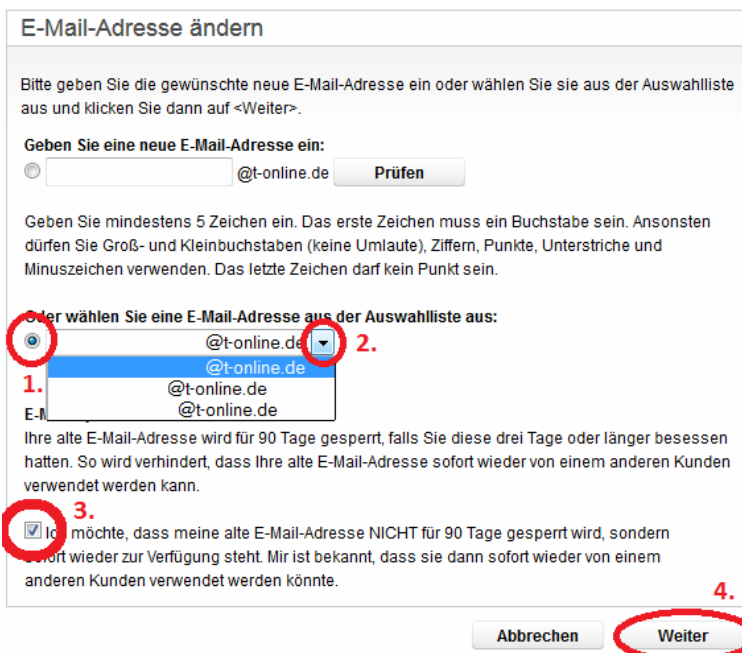 E-Mail-Adresse ändern
Bitte geben Sie die gewünschte neue E-Mail-Adresse ein oder wählen Sie sie aus der Auswahlliste
aus und klicken Sie dann auf <Weiter>.
Geben Sie eine neue E-Mail-Adresse ein:
@t-online.de Prüfen
Geben Sie mindestens 5 Zeichen ein. Das erste Zeichen muss ein Buchstabe sein. Ansonsten
dürfen Sie Groß- und Kleinbuchstaben (keine Umlaute), Ziffern, Punkte, Unterstriche und
Minuszeichen verwenden. Das letzte Zeichen darf kein Punkt sein.
Oder wählen Sie eine E-Mail-Adresse aus der Auswahlliste aus:
@t-online.de 2.
@t-online.de
1. @t-online.de
@t-online.de
Ihre alte E-Mail-Adresse wird für 90 Tage gesperrt, falls Sie diese drei Tage oder länger besessen
hatten. So wird verhindert, dass Ihre alte E-Mail-Adresse sofort wieder von einem anderen Kunden
verwendet werden kann.
3.
Ich möchte, dass meine alte E-Mail-Adresse NICHT für 90 Tage gesperrt wird, sondern
sofort wieder zur Verfügung steht. Mir ist bekannt, dass sie dann sofort wieder von einem
anderen Kunden verwendet werden könnte.
4.
Abbrechen Weiter